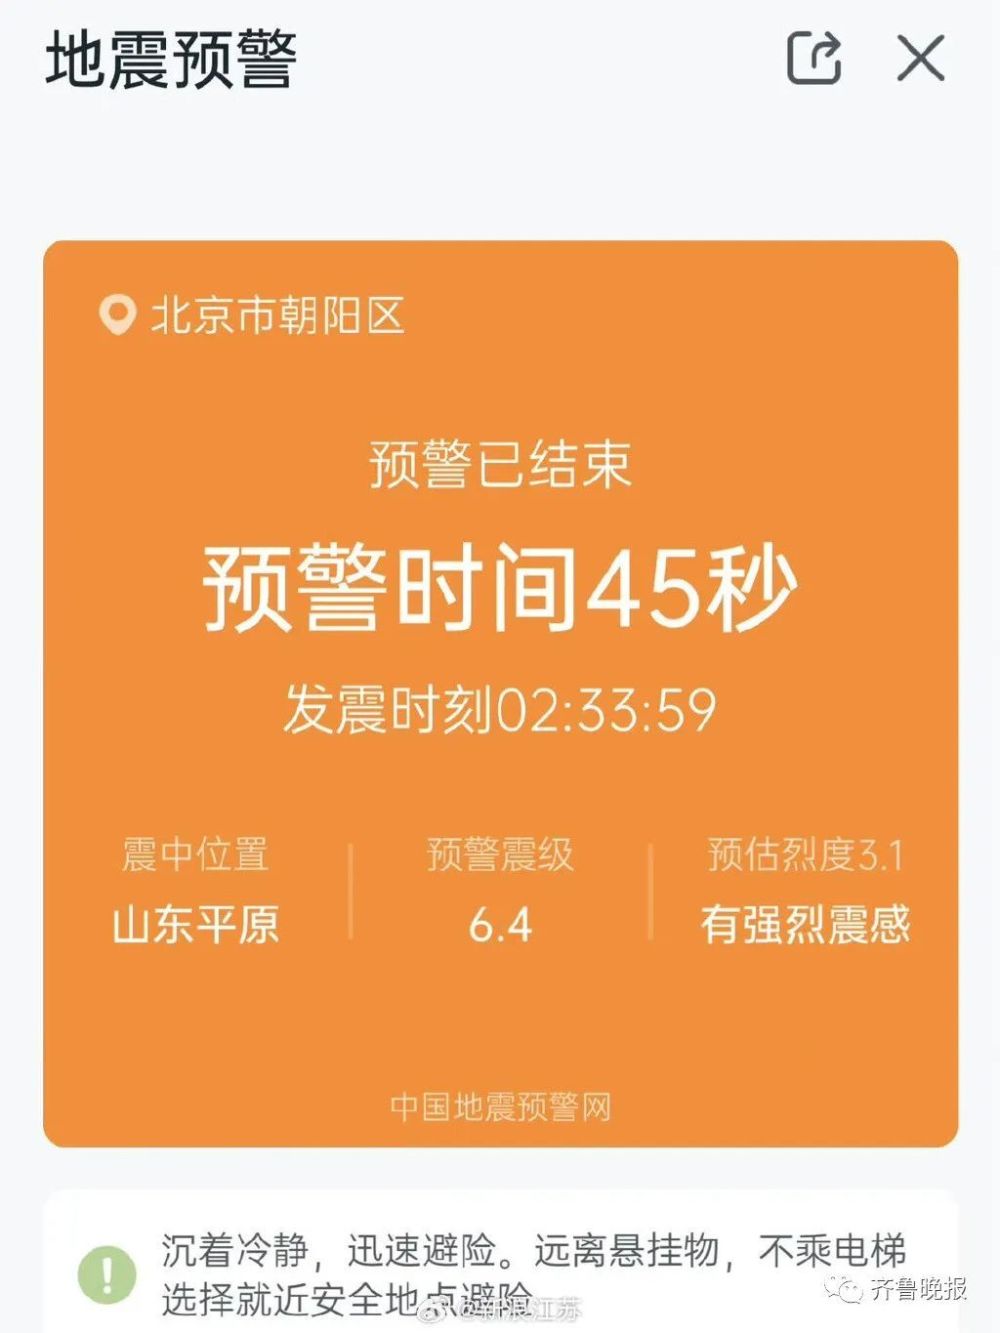 地震预警
北京市朝阳区
预警已结束
预警时间45秒
发震时刻02:33:59
震中位置
预警震级
预估烈度3.1
山东平原
6.4
有强烈震感
中国地震预警网
沉着冷静，迅速避险。远离悬挂物，不乘电梯
选择就近安全地点避险
齐鲁晚报
@新浪江苏